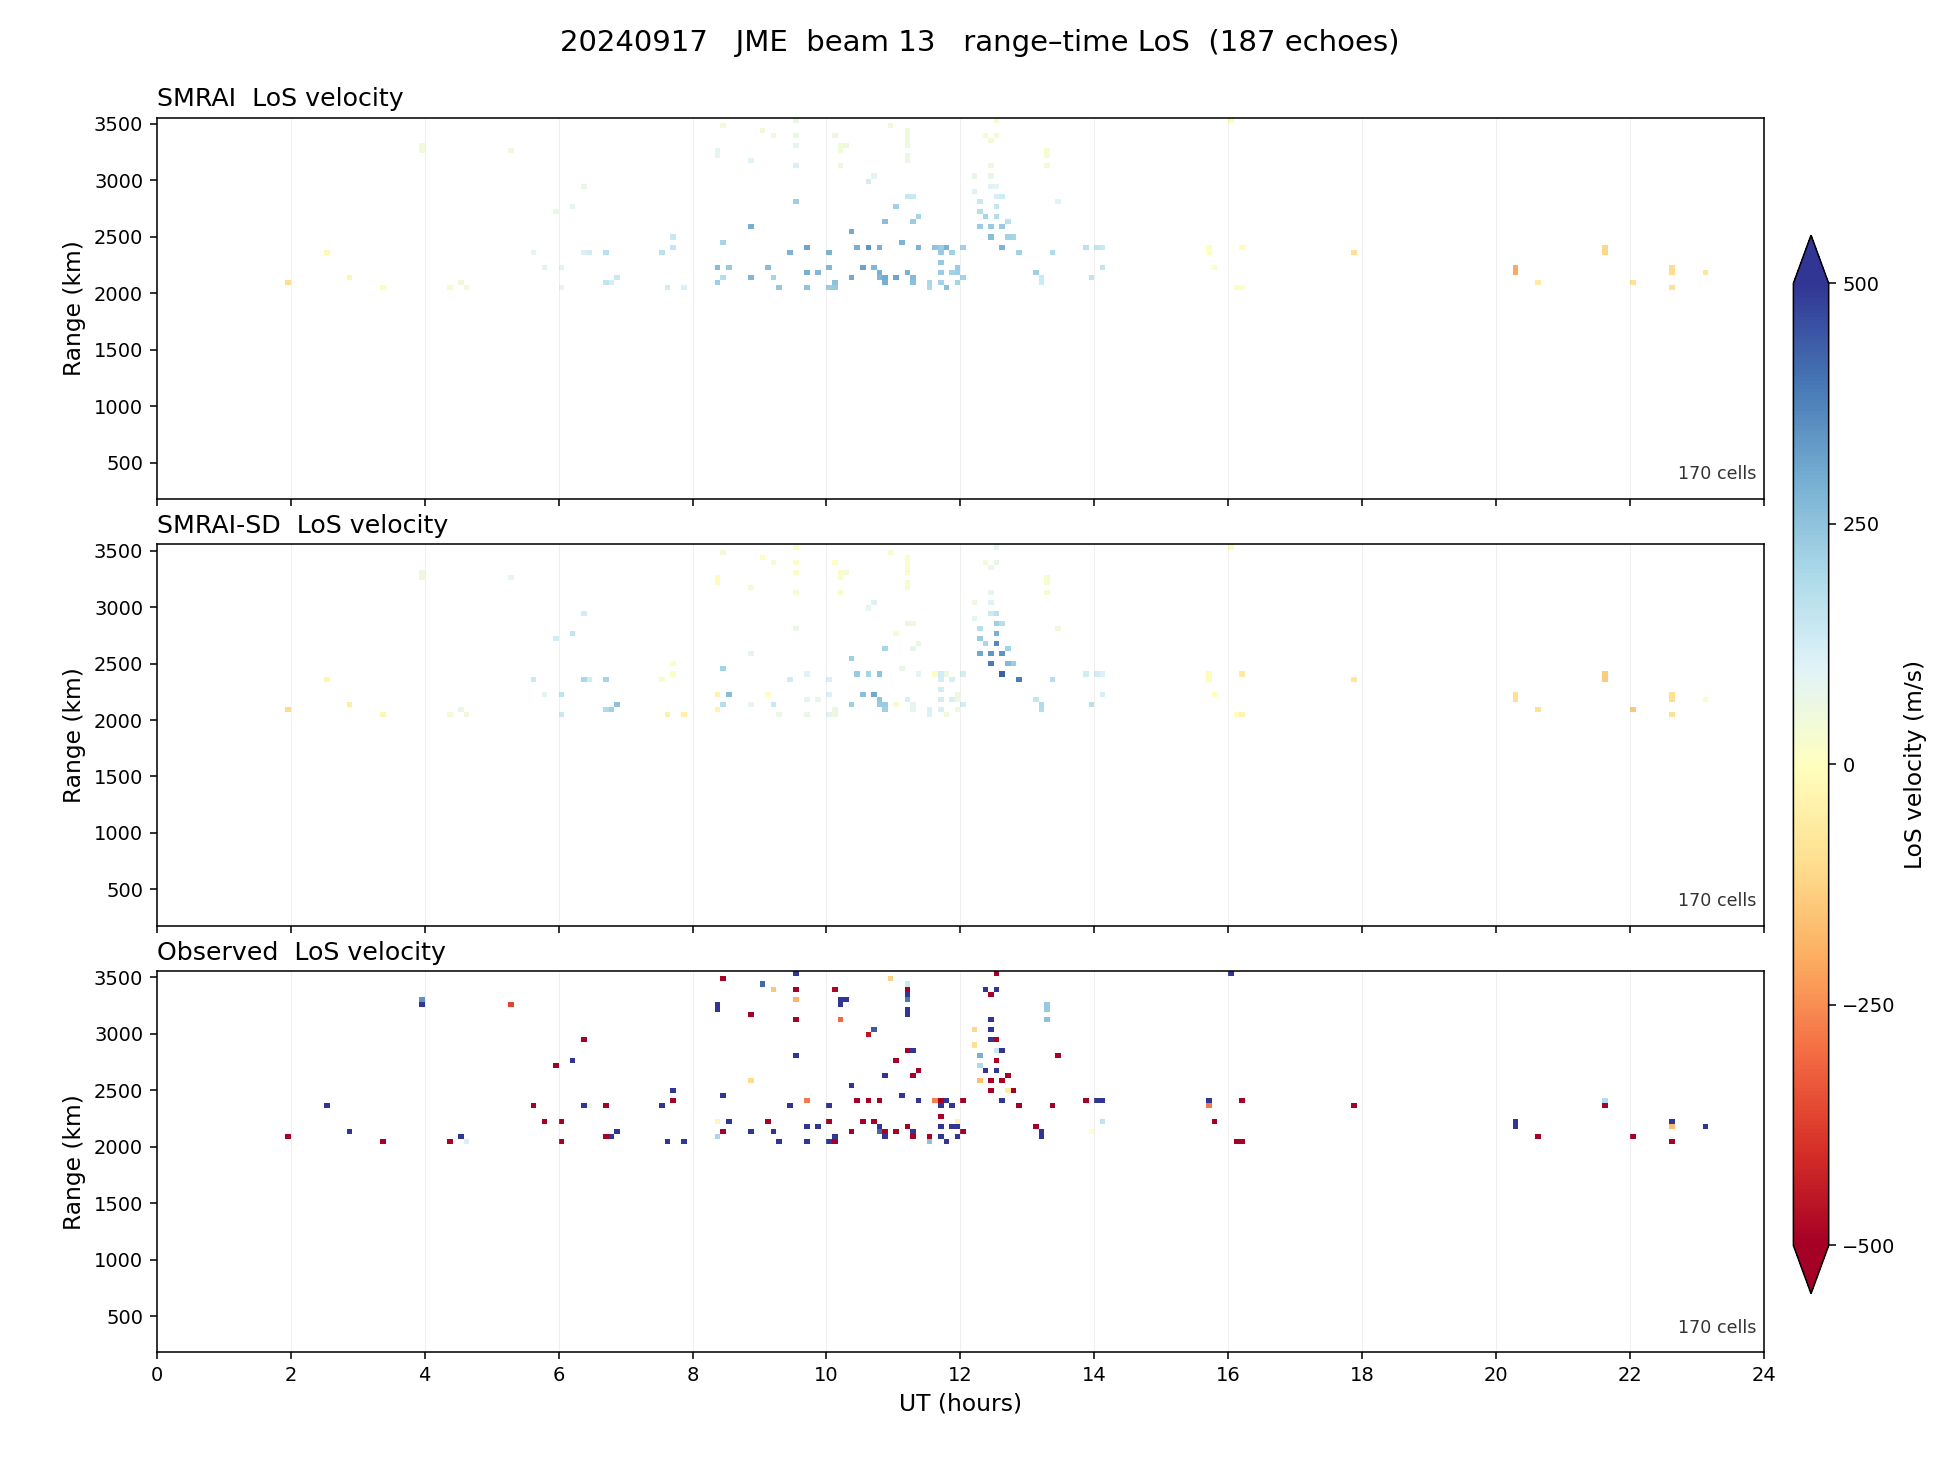 20240917   JME  beam 13   range–time LoS  (187 echoes)
SMRAI  LoS velocity
3500
3000
2500
2000
1500
1000
500
Range (km)
170 cells
SMRAI-SD  LoS velocity
3500
3000
2500
2000
1500
1000
500
Range (km)
170 cells
Observed  LoS velocity
3500
3000
2500
2000
1500
1000
500
Range (km)
170 cells
0 2 4 6 8 10 12 14 16 18 20 22 24
UT (hours)
500
250
0
−250
−500
LoS velocity (m/s)